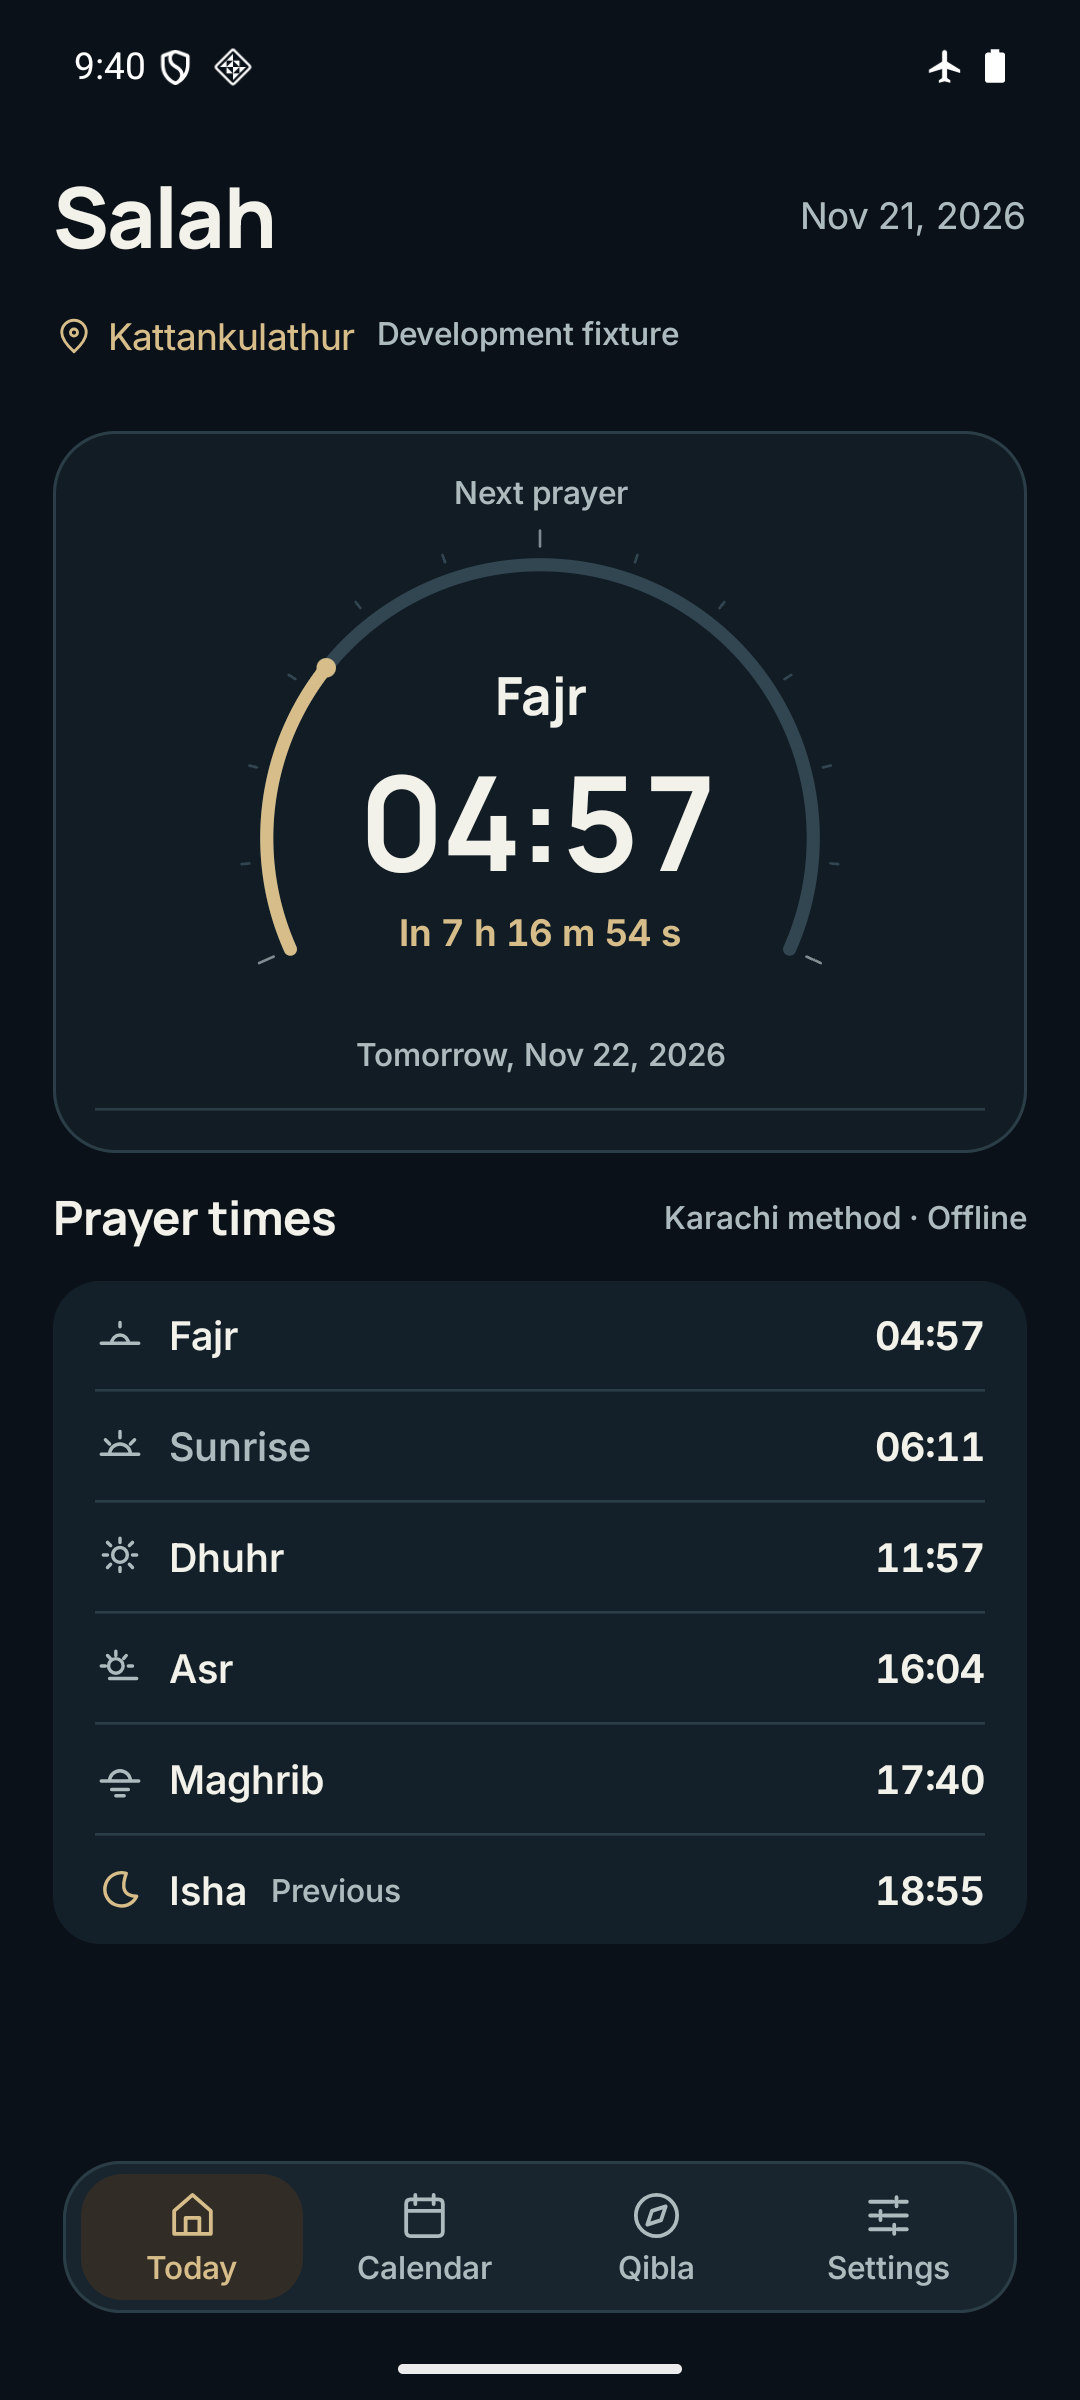 9:40
Salah
Nov 21, 2026
Kattankulathur Development fixture
Next prayer
Fajr
04:57
In 7 h 16 m 54 s
Tomorrow, Nov 22, 2026
Prayer times
Karachi method · Offline
Fajr 04:57
Sunrise 06:11
Dhuhr 11:57
Asr 16:04
Maghrib 17:40
Isha Previous 18:55
Today Calendar Qibla Settings